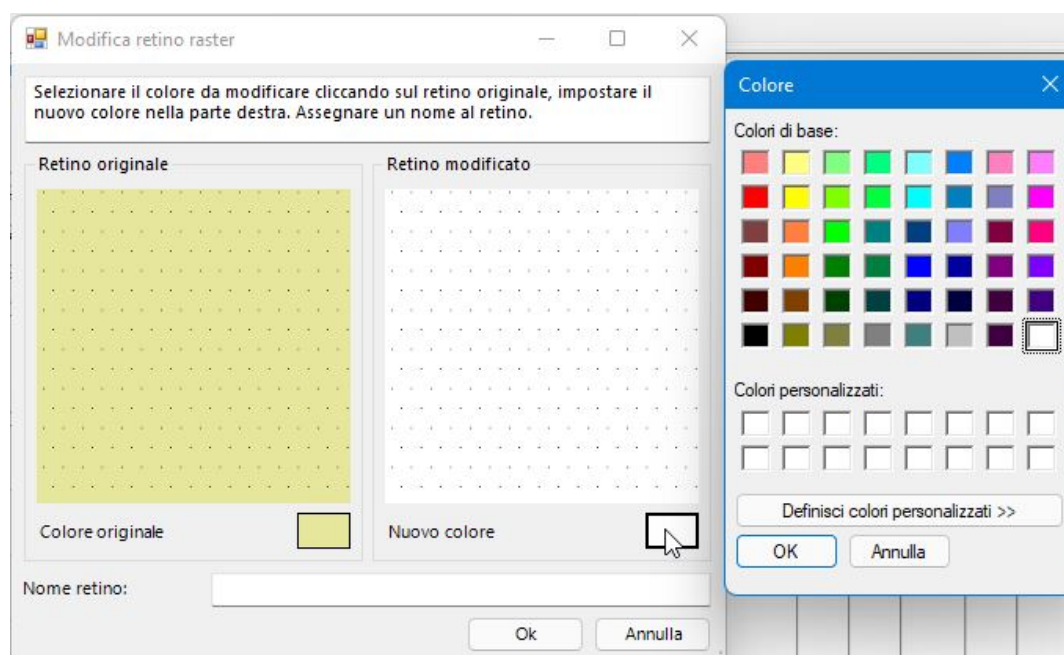 Modifica retino raster
Selezionare il colore da modificare cliccando sul retino originale, impostare il
nuovo colore nella parte destra. Assegnare un nome al retino.
Retino originale
Retino modificato
Colore originale
Nuovo colore
Nome retino:
Ok
Annulla
Colore
Colori di base:
Colori personalizzati:
Definisci colori personalizzati >>
OK
Annulla